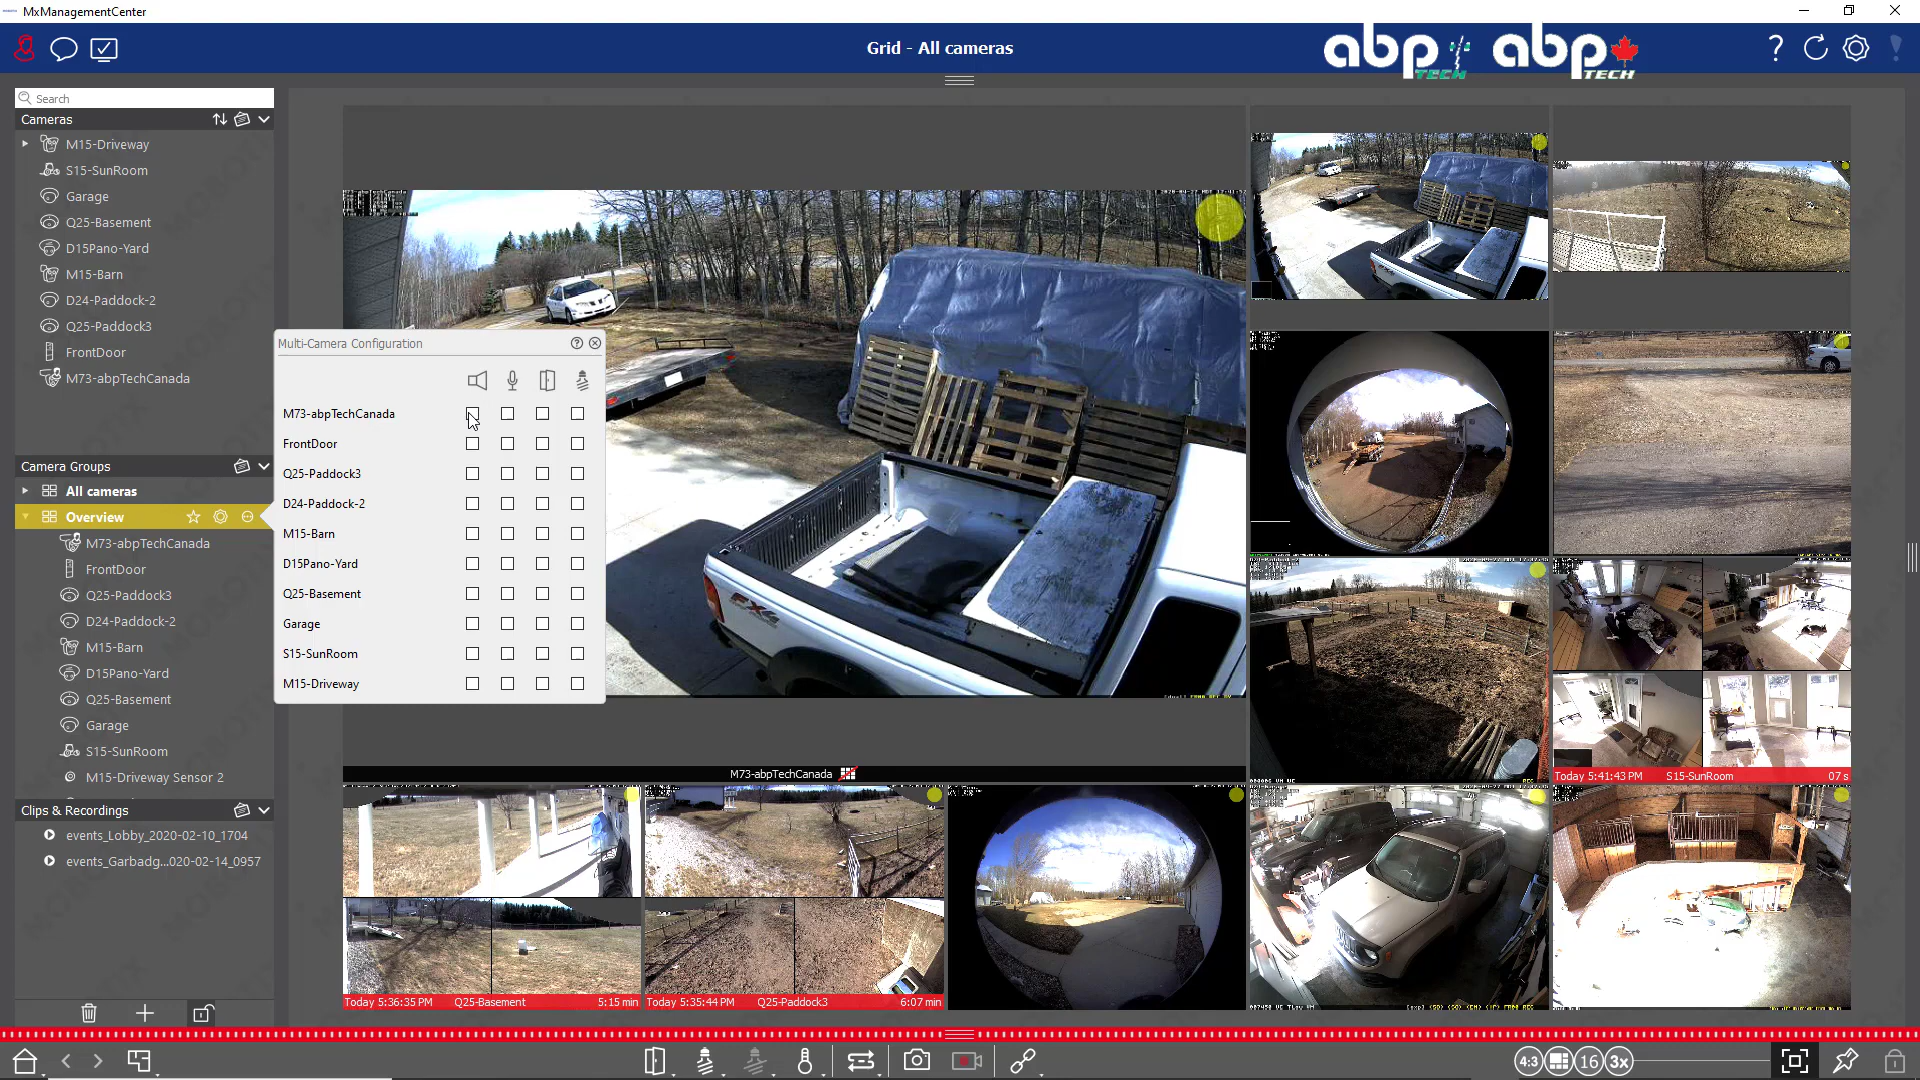 MxManagementCenter
Grid - All cameras
abp TECH
abp TECH
Search
Cameras
M15-Driveway
S15-SunRoom
Garage
Q25-Basement
D15Pano-Yard
M15-Barn
D24-Paddock-2
Q25-Paddock3
FrontDoor
M73-abpTechCanada
Camera Groups
All cameras
Overview
M73-abpTechCanada
FrontDoor
Q25-Paddock3
D24-Paddock-2
M15-Barn
D15Pano-Yard
Q25-Basement
Garage
S15-SunRoom
M15-Driveway Sensor 2
Clips & Recordings
events_Lobby_2020-02-10_1704
events_Garbadg...020-02-14_0957
Multi-Camera Configuration
M73-abpTechCanada
FrontDoor
Q25-Paddock3
D24-Paddock-2
M15-Barn
D15Pano-Yard
Q25-Basement
Garage
S15-SunRoom
M15-Driveway
M73-abpTechCanada
Today 5:41:43 PM S15-SunRoom 07 s
Today 5:36:35 PM Q25-Basement 5:15 min
Today 5:35:44 PM Q25-Paddock3 6:07 min
4:3
16
3x